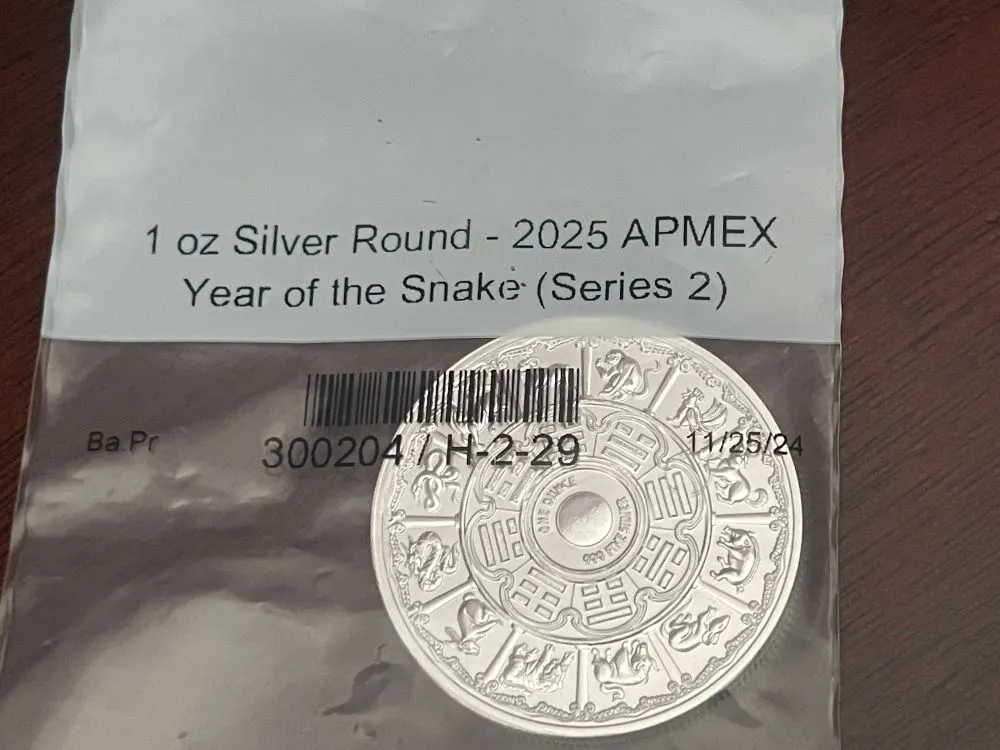 1 oz Silver Round - 2025 APMEX
Year of the Snake (Series 2)
Ba.Pr
300204 / H-2-29
11/25/24
ONE OUNCE
.999 FINE SILVER